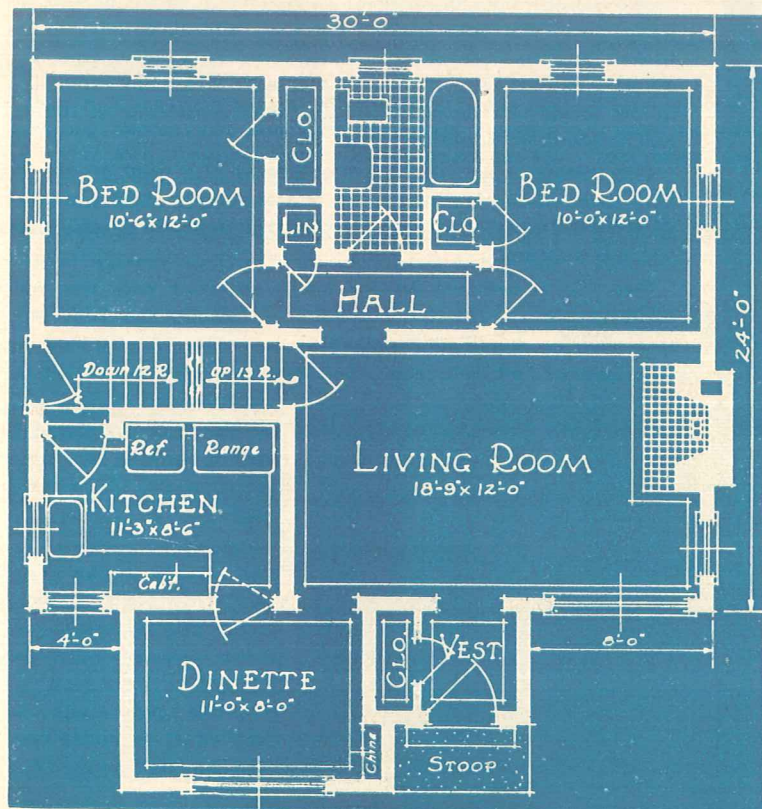 30'-0"
BED ROOM
10'-6" x 12'-0"
CLO.
LIN.
CLO.
BED ROOM
10'-0" x 12'-0"
HALL
24'-0"
Down 12 R.
UP 13 R.
Ref.
Range
LIVING ROOM
18'-9" x 12'-0"
KITCHEN
11'-3" x 8'-6"
Cab't.
4'-0"
8'-0"
CLO.
VEST.
DINETTE
11'-0" x 8'-0"
China
STOOP